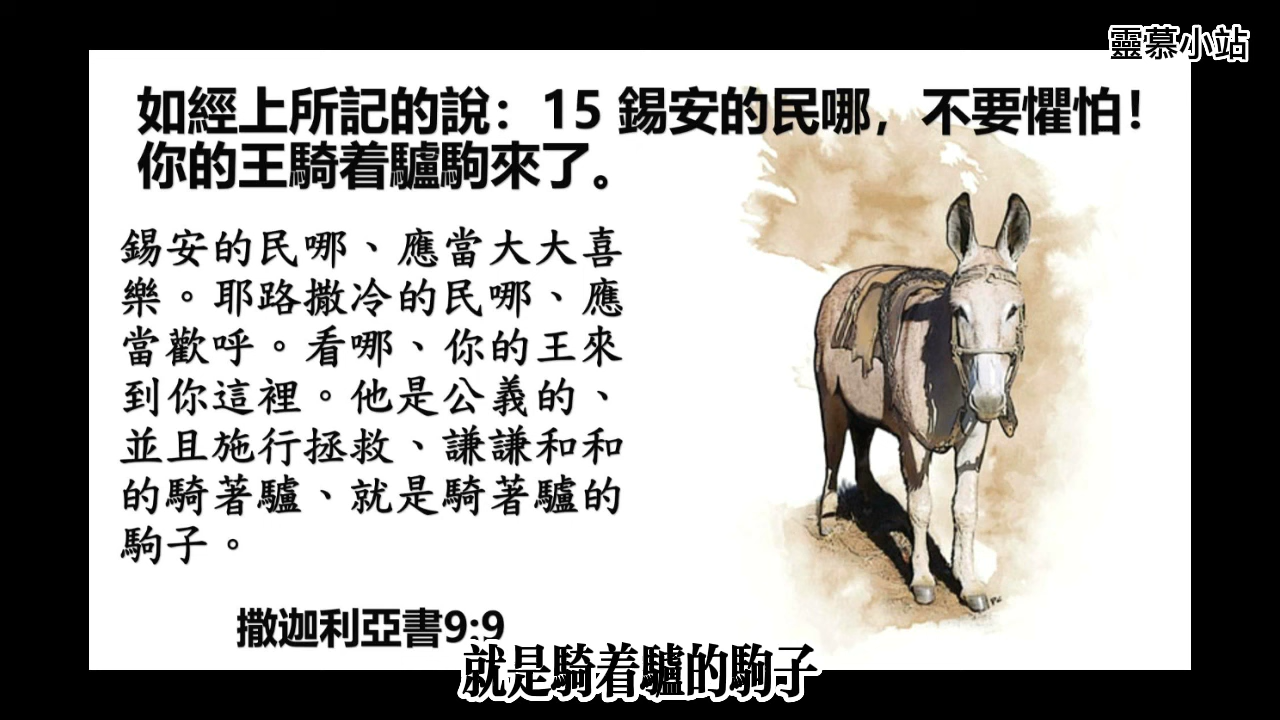 靈慕小站
如經上所記的說：15 錫安的民哪，不要懼怕！
你的王騎着驢駒來了。
錫安的民哪、應當大大喜
樂。耶路撒冷的民哪、應
當歡呼。看哪、你的王來
到你這裡。他是公義的、
並且施行拯救、謙謙和和
的騎著驢、就是騎著驢的
駒子。
撒迦利亞書9:9
就是騎着驢的駒子